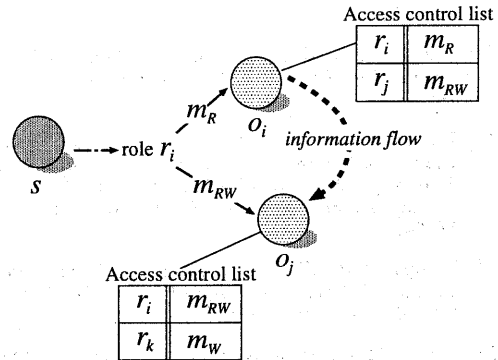 Access control list
r_i m_R
r_j m_RW
m_R
o_i
information flow
s
role r_i
m_RW
o_j
Access control list
r_i m_RW
r_k m_W